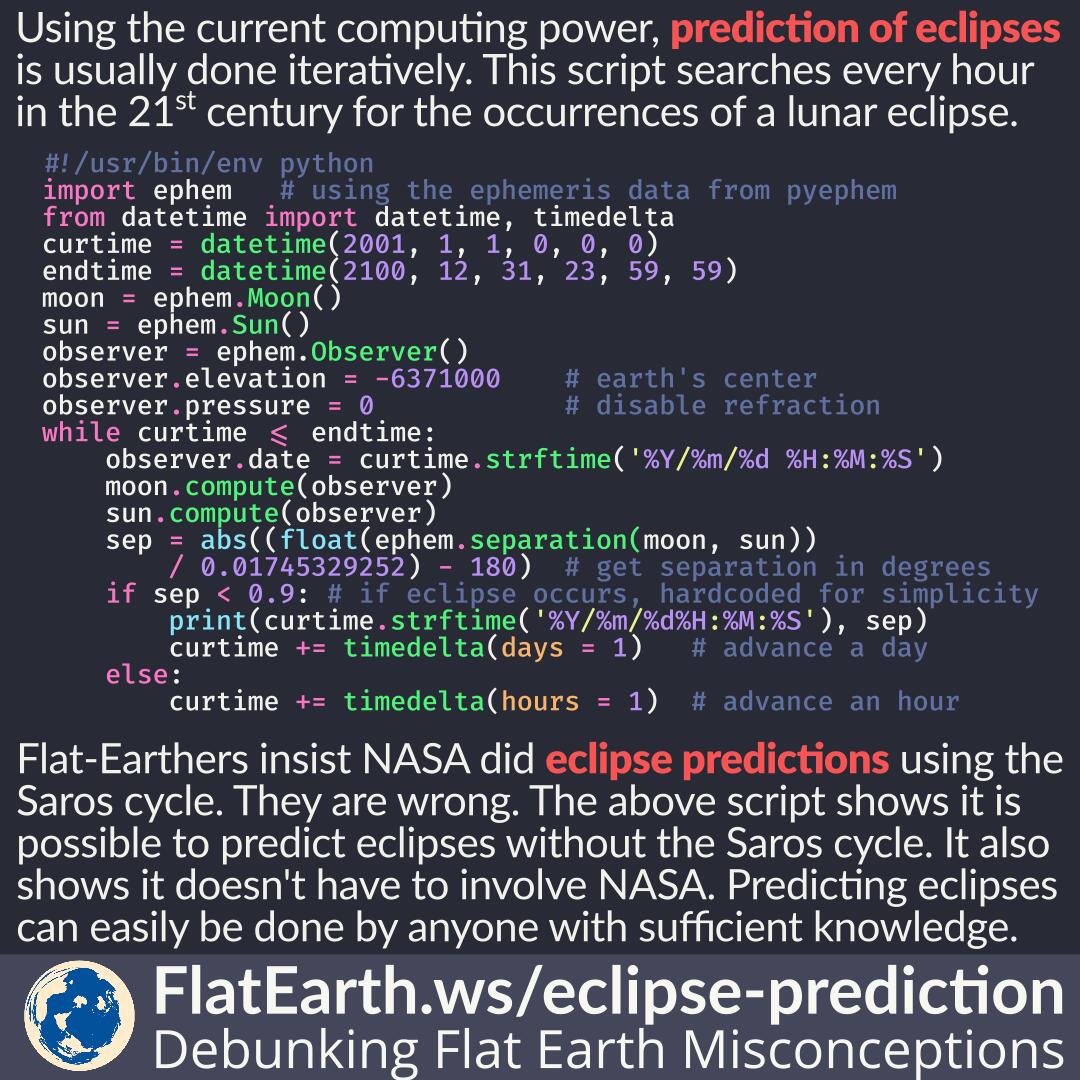 Using the current computing power, prediction of eclipses
is usually done iteratively. This script searches every hour
in the 21st century for the occurrences of a lunar eclipse.
#!/usr/bin/env python
import ephem   # using the ephemeris data from pyephem
from datetime import datetime, timedelta
curtime = datetime(2001, 1, 1, 0, 0, 0)
endtime = datetime(2100, 12, 31, 23, 59, 59)
moon = ephem.Moon()
sun = ephem.Sun()
observer = ephem.Observer()
observer.elevation = -6371000    # earth's center
observer.pressure = 0            # disable refraction
while curtime ⩽ endtime:
    observer.date = curtime.strftime('%Y/%m/%d %H:%M:%S')
    moon.compute(observer)
    sun.compute(observer)
    sep = abs((float(ephem.separation(moon, sun))
        / 0.01745329252) - 180)  # get separation in degrees
    if sep < 0.9: # if eclipse occurs, hardcoded for simplicity
        print(curtime.strftime('%Y/%m/%d%H:%M:%S'), sep)
        curtime += timedelta(days = 1)   # advance a day
    else:
        curtime += timedelta(hours = 1)  # advance an hour
Flat-Earthers insist NASA did eclipse predictions using the
Saros cycle. They are wrong. The above script shows it is
possible to predict eclipses without the Saros cycle. It also
shows it doesn't have to involve NASA. Predicting eclipses
can easily be done by anyone with sufficient knowledge.
FlatEarth.ws/eclipse-prediction
Debunking Flat Earth Misconceptions